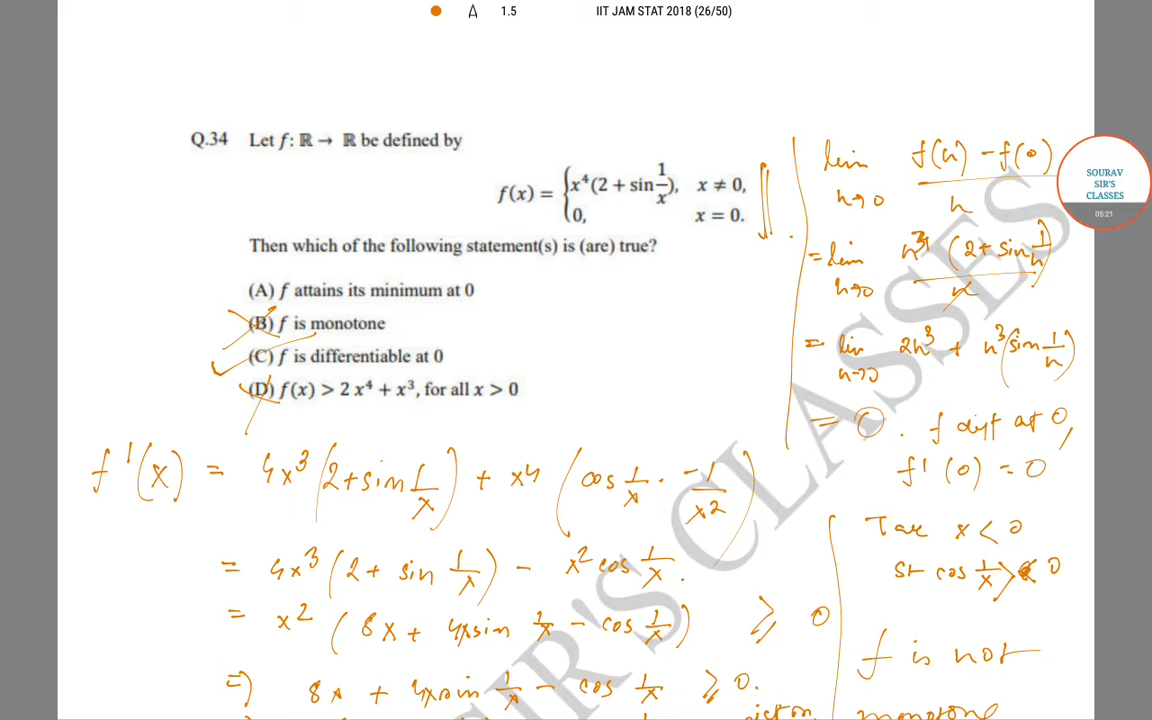 1.5 IIT JAM STAT 2018 (26/50)
Q.34 Let f: ℝ → ℝ be defined by
f(x) = { x⁴(2 + sin 1/x), x ≠ 0,
0, x = 0.
Then which of the following statement(s) is (are) true?
(A) f attains its minimum at 0
(B) f is monotone
(C) f is differentiable at 0
(D) f(x) > 2 x⁴ + x³, for all x > 0
lim h→0 f(h) - f(0) / h
= lim h→0 h³ (2 + sin 1/h) / h
= lim h→0 2h³ + h³(sin 1/h)
= 0. f diff at 0,
f'(0) = 0
f'(x) = 4x³ (2 + sin 1/x) + x4 (cos 1/x · -1/x2)
= 4x³ (2 + sin 1/x) - x² cos 1/x.
= x² (8x + 4x sin 1/x - cos 1/x) ≥ 0
=) 8x + 4x sin 1/x - cos 1/x ≥ 0.
Take x < 0
St cos 1/x > 0
f is not
monotone
SOURAV
SIR'S
CLASSES
05:21
SIR'S CLASSES